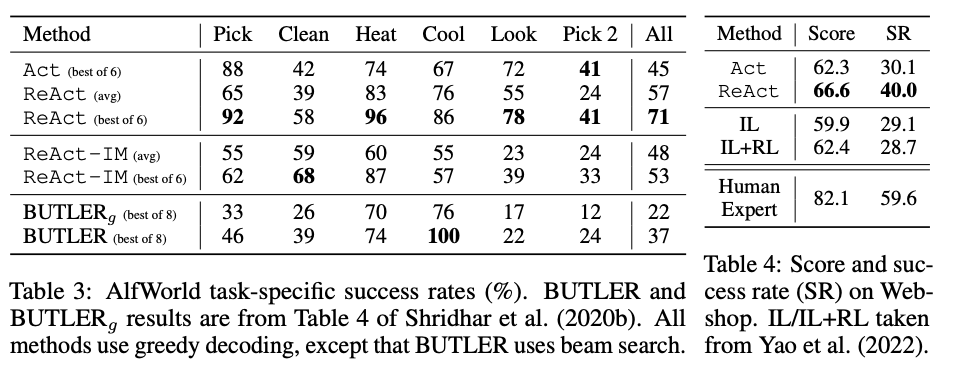 Method Pick Clean Heat Cool Look Pick 2 All
Act (best of 6) 88 42 74 67 72 41 45
ReAct (avg) 65 39 83 76 55 24 57
ReAct (best of 6) 92 58 96 86 78 41 71
ReAct-IM (avg) 55 59 60 55 23 24 48
ReAct-IM (best of 6) 62 68 87 57 39 33 53
BUTLERg (best of 8) 33 26 70 76 17 12 22
BUTLER (best of 8) 46 39 74 100 22 24 37
Table 3: AlfWorld task-specific success rates (%). BUTLER and
BUTLERg results are from Table 4 of Shridhar et al. (2020b). All
methods use greedy decoding, except that BUTLER uses beam search.
Method Score SR
Act 62.3 30.1
ReAct 66.6 40.0
IL 59.9 29.1
IL+RL 62.4 28.7
Human
Expert 82.1 59.6
Table 4: Score and suc-
cess rate (SR) on Web-
shop. IL/IL+RL taken
from Yao et al. (2022).